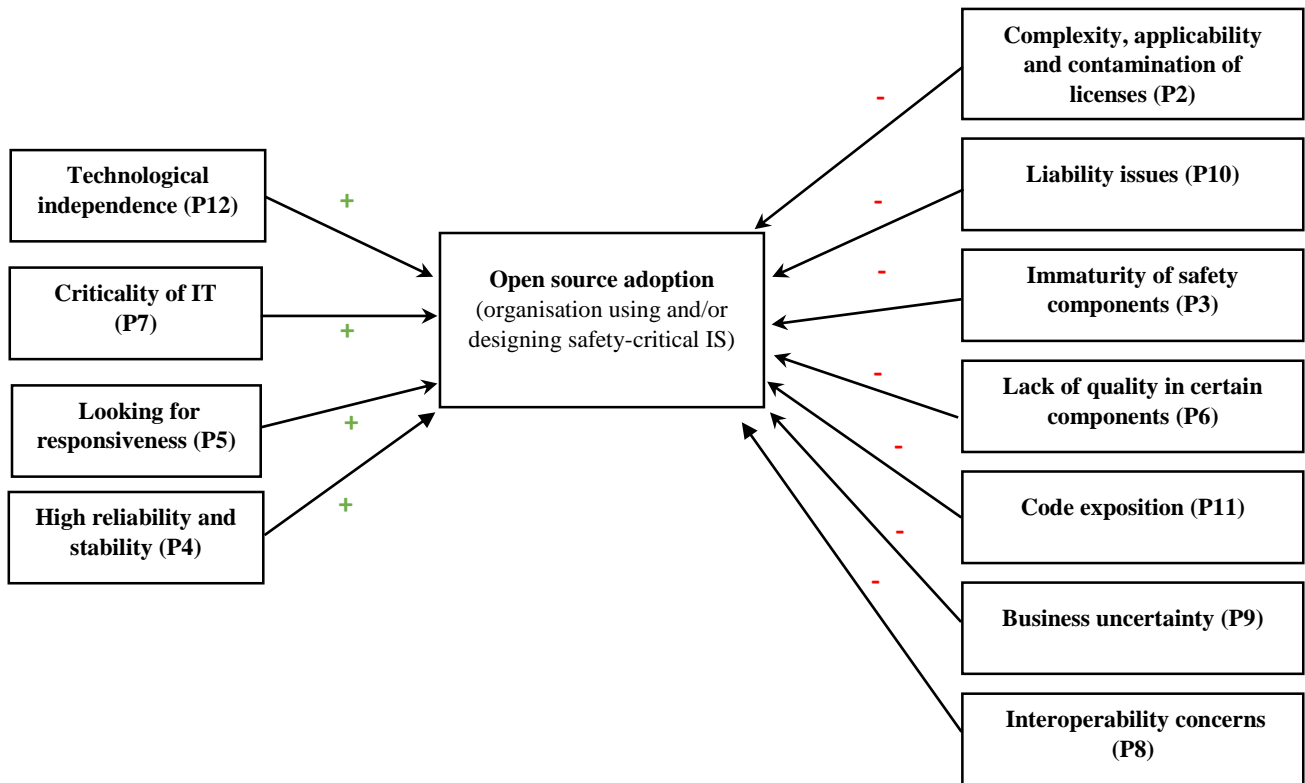 Technological
independence (P12)
Criticality of IT
(P7)
Looking for
responsiveness (P5)
High reliability and
stability (P4)
+
+
+
+
Open source adoption
(organisation using and/or
designing safety-critical IS)
-
-
-
-
-
-
-
Complexity, applicability
and contamination of
licenses (P2)
Liability issues (P10)
Immaturity of safety
components (P3)
Lack of quality in certain
components (P6)
Code exposition (P11)
Business uncertainty (P9)
Interoperability concerns
(P8)